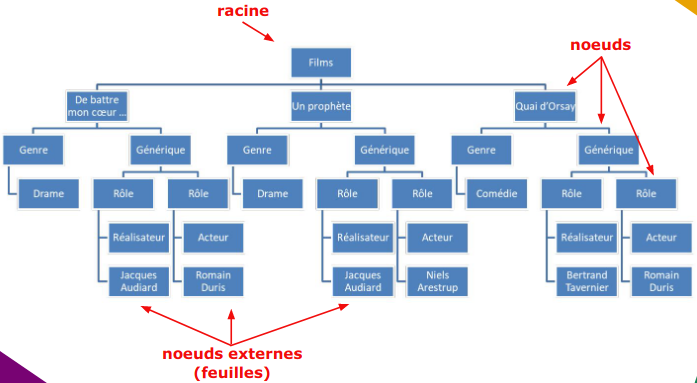 racine
noeuds
Films
De battre
mon cœur ...
Un prophète
Quai d'Orsay
Genre
Générique
Genre
Générique
Genre
Générique
Drame
Rôle
Rôle
Drame
Rôle
Rôle
Comédie
Rôle
Rôle
Réalisateur
Acteur
Réalisateur
Acteur
Réalisateur
Acteur
Jacques
Audiard
Romain
Duris
Jacques
Audiard
Niels
Arestrup
Bertrand
Tavernier
Romain
Duris
noeuds externes
(feuilles)